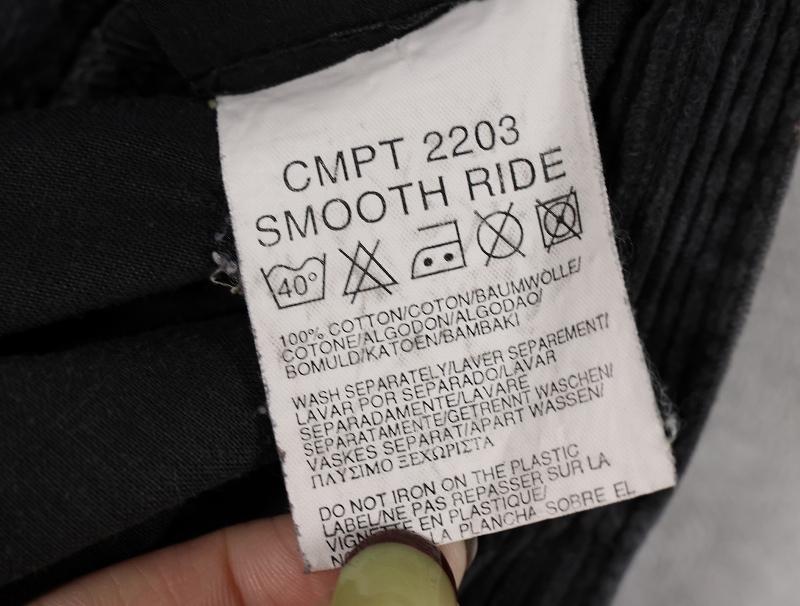 CMPT 2203
SMOOTH RIDE
40°
100% COTTON/COTON/BAUMWOLLE/
COTONE/ALGODON/ALGODAO/
BOMULD/KATOEN/BAMBAKI
WASH SEPARATELY/LAVER SEPAREMENT/
LAVAR POR SEPARADO/LAVAR
SEPARADAMENTE/LAVARE
SEPARATAMENTE/GETRENNT WASCHEN/
VASKES SEPARAT/APART WASSEN/
ΠΛΥΣΙΜΟ ΞΕΧΩΡΙΣΤΑ
DO NOT IRON ON THE PLASTIC
LABEL/NE PAS REPASSER SUR LA
VIGNETTE EN PLASTIQUE/
LA PLANCHA SOBRE EL